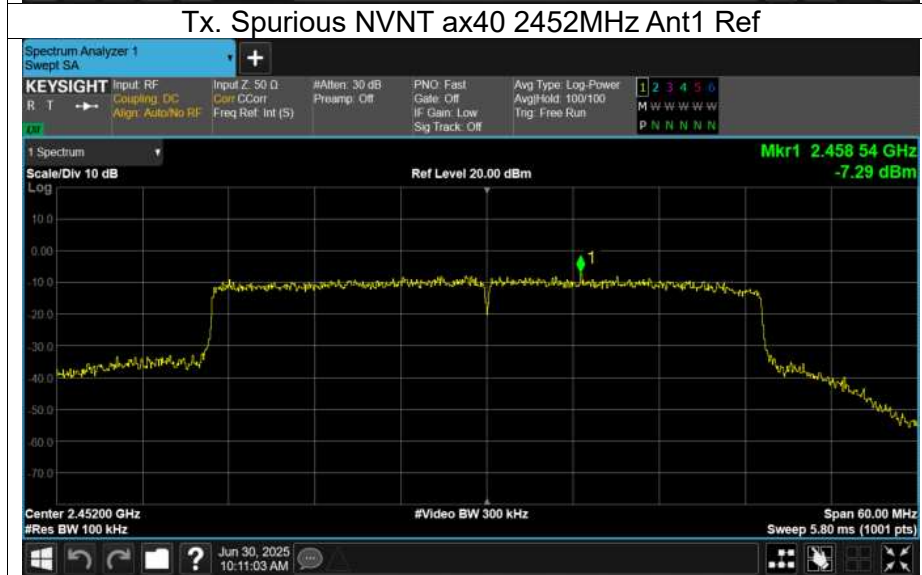 Tx. Spurious NVNT ax40 2452MHz Ant1 Ref
Spectrum Analyzer 1
Swept SA
+
KEYSIGHT
R T
Input: RF
Coupling: DC
Align: Auto/No RF
Input Z: 50 Ω
Corr CCorr
Freq Ref: Int (S)
#Atten: 30 dB
Preamp: Off
PNO: Fast
Gate: Off
IF Gain: Low
Sig Track: Off
Avg Type: Log-Power
Avg|Hold: 100/100
Trig: Free Run
1 2 3 4 5 6
M W W W W W
P N N N N N
1 Spectrum
Mkr1 2.458 54 GHz
Scale/Div 10 dB
Ref Level 20.00 dBm
-7.29 dBm
Log
10.0
0.00
1
-10.0
-20.0
-30.0
-40.0
-50.0
-60.0
-70.0
Center 2.45200 GHz
#Video BW 300 kHz
Span 60.00 MHz
#Res BW 100 kHz
Sweep 5.80 ms (1001 pts)
?
Jun 30, 2025
10:11:03 AM